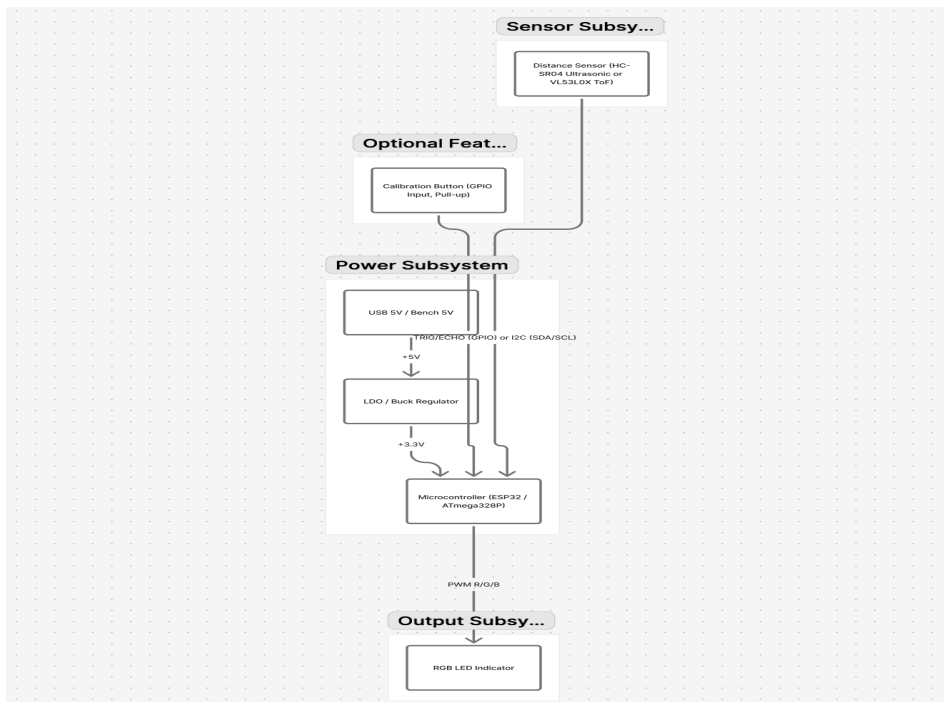 Sensor Subsy...
Distance Sensor (HC-
SR04 Ultrasonic or
VL53L0X ToF)
Optional Feat...
Calibration Button (GPIO
Input, Pull-up)
Power Subsystem
USB 5V / Bench 5V
TRIG/ECHO (GPIO) or I2C (SDA/SCL)
+5V
LDO / Buck Regulator
+3.3V
Microcontroller (ESP32 /
ATmega328P)
PWM R/G/B
Output Subsy...
RGB LED Indicator